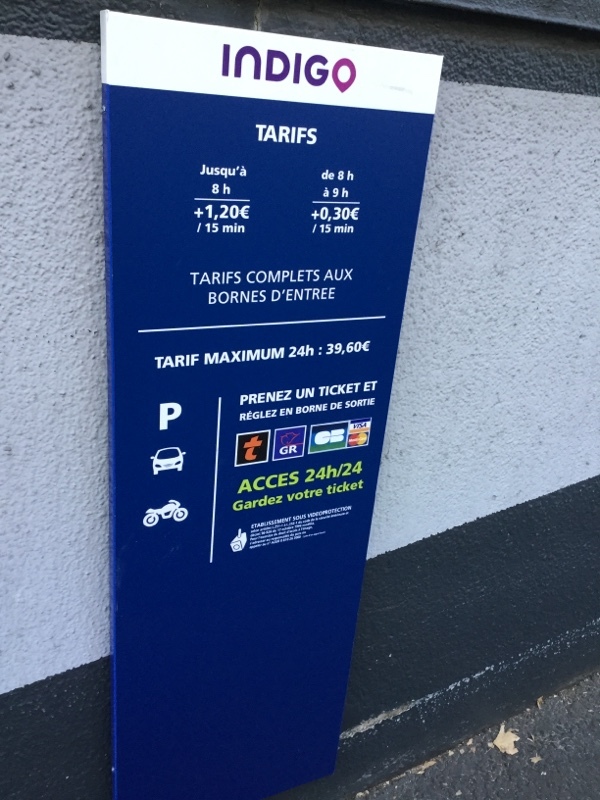 INDIGO
TARIFS
Jusqu'à
8 h
+1,20€
/ 15 min
de 8 h
à 9 h
+0,30€
/ 15 min
TARIFS COMPLETS AUX
BORNES D'ENTREE
TARIF MAXIMUM 24h : 39,60€
P
PRENEZ UN TICKET ET
RÉGLEZ EN BORNE DE SORTIE
t
GR
CB
VISA
MasterCard
ACCES 24h/24
Gardez votre ticket
ETABLISSEMENT SOUS VIDEOPROTECTION